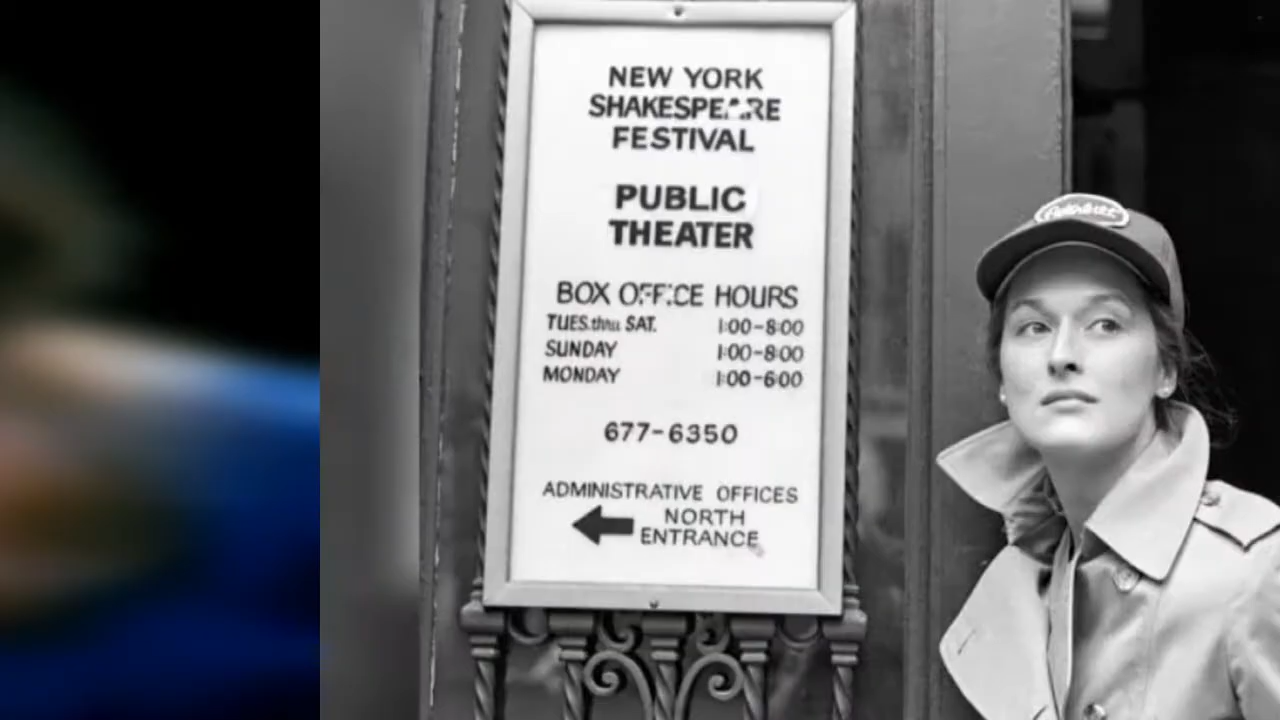 NEW YORK
SHAKESPEARE
FESTIVAL
PUBLIC
THEATER
BOX OFFICE HOURS
TUES. thru SAT. 1:00-8:00
SUNDAY 1:00-8:00
MONDAY 1:00-6:00
677-6350
ADMINISTRATIVE OFFICES
NORTH
ENTRANCE
Peterbilt